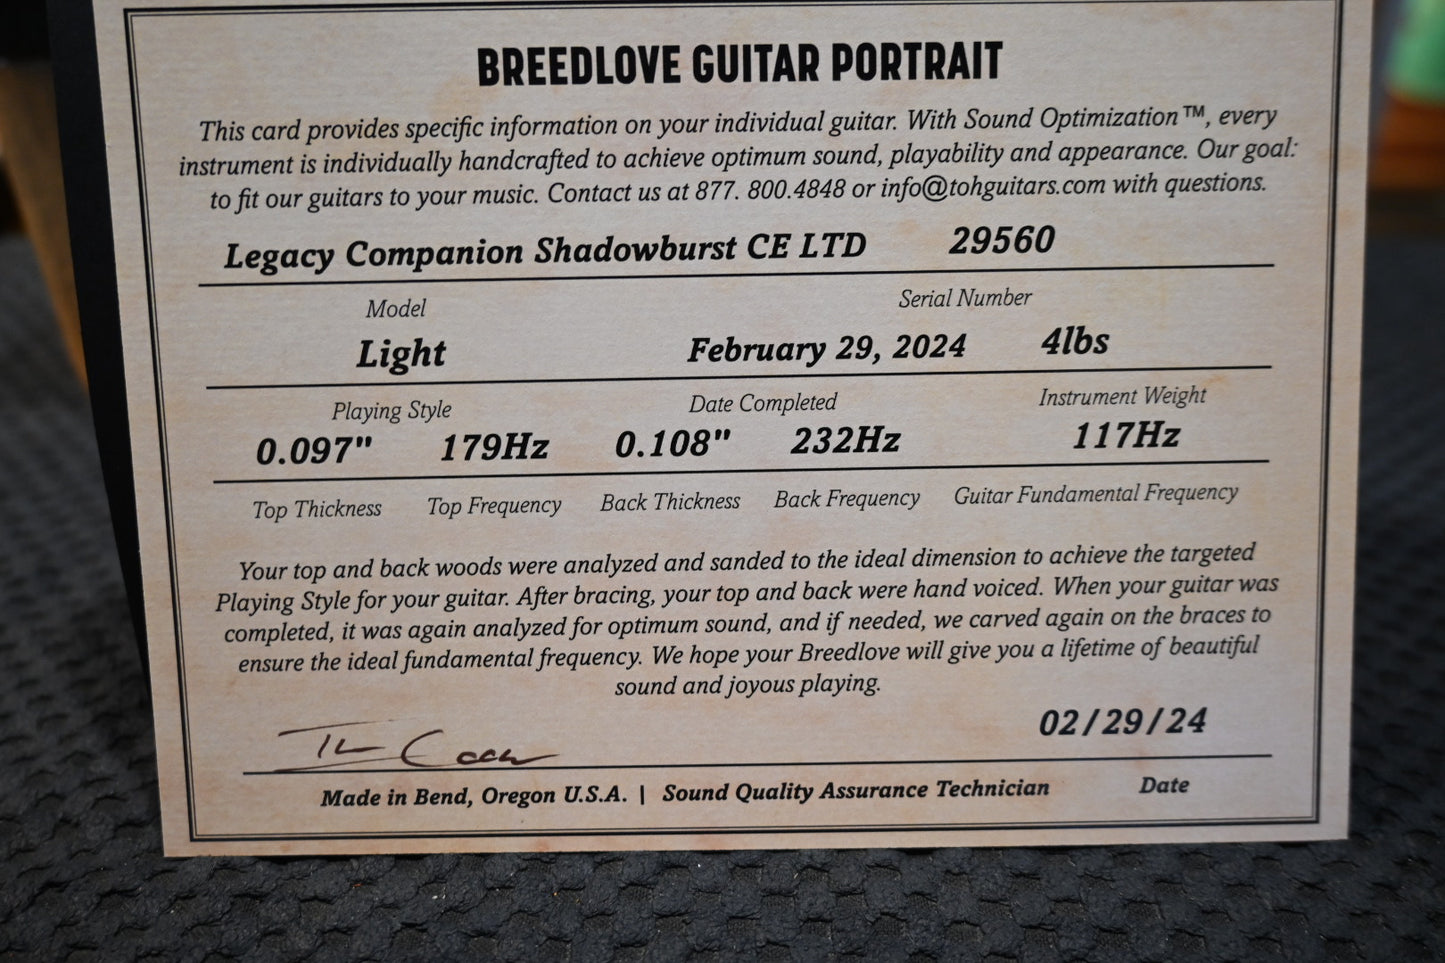 BREEDLOVE GUITAR PORTRAIT
This card provides specific information on your individual guitar. With Sound Optimization™, every
instrument is individually handcrafted to achieve optimum sound, playability and appearance. Our goal:
to fit our guitars to your music. Contact us at 877. 800.4848 or info@tohguitars.com with questions.
Legacy Companion Shadowburst CE LTD 29560
Model Serial Number
Light February 29, 2024 4lbs
Playing Style Date Completed Instrument Weight
0.097" 179Hz 0.108" 232Hz 117Hz
Top Thickness Top Frequency Back Thickness Back Frequency Guitar Fundamental Frequency
Your top and back woods were analyzed and sanded to the ideal dimension to achieve the targeted
Playing Style for your guitar. After bracing, your top and back were hand voiced. When your guitar was
completed, it was again analyzed for optimum sound, and if needed, we carved again on the braces to
ensure the ideal fundamental frequency. We hope your Breedlove will give you a lifetime of beautiful
sound and joyous playing.
02/29/24
Made in Bend, Oregon U.S.A. | Sound Quality Assurance Technician Date